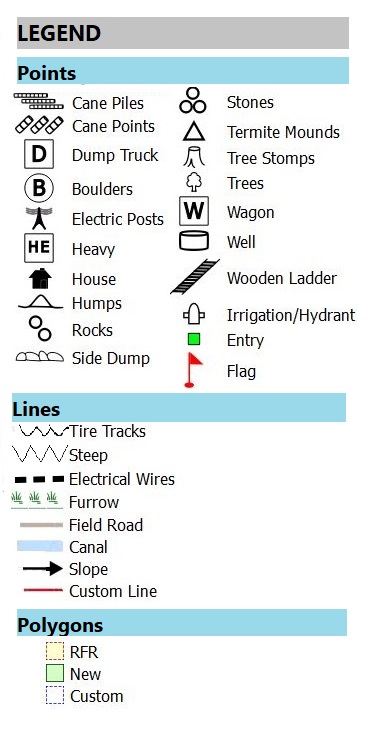 LEGEND
Points
Cane Piles
Cane Points
D Dump Truck
B Boulders
Electric Posts
HE Heavy
House
Humps
Rocks
Side Dump
Stones
Termite Mounds
Tree Stomps
Trees
W Wagon
Well
Wooden Ladder
Irrigation/Hydrant
Entry
Flag
Lines
Tire Tracks
Steep
Electrical Wires
Furrow
Field Road
Canal
Slope
Custom Line
Polygons
RFR
New
Custom